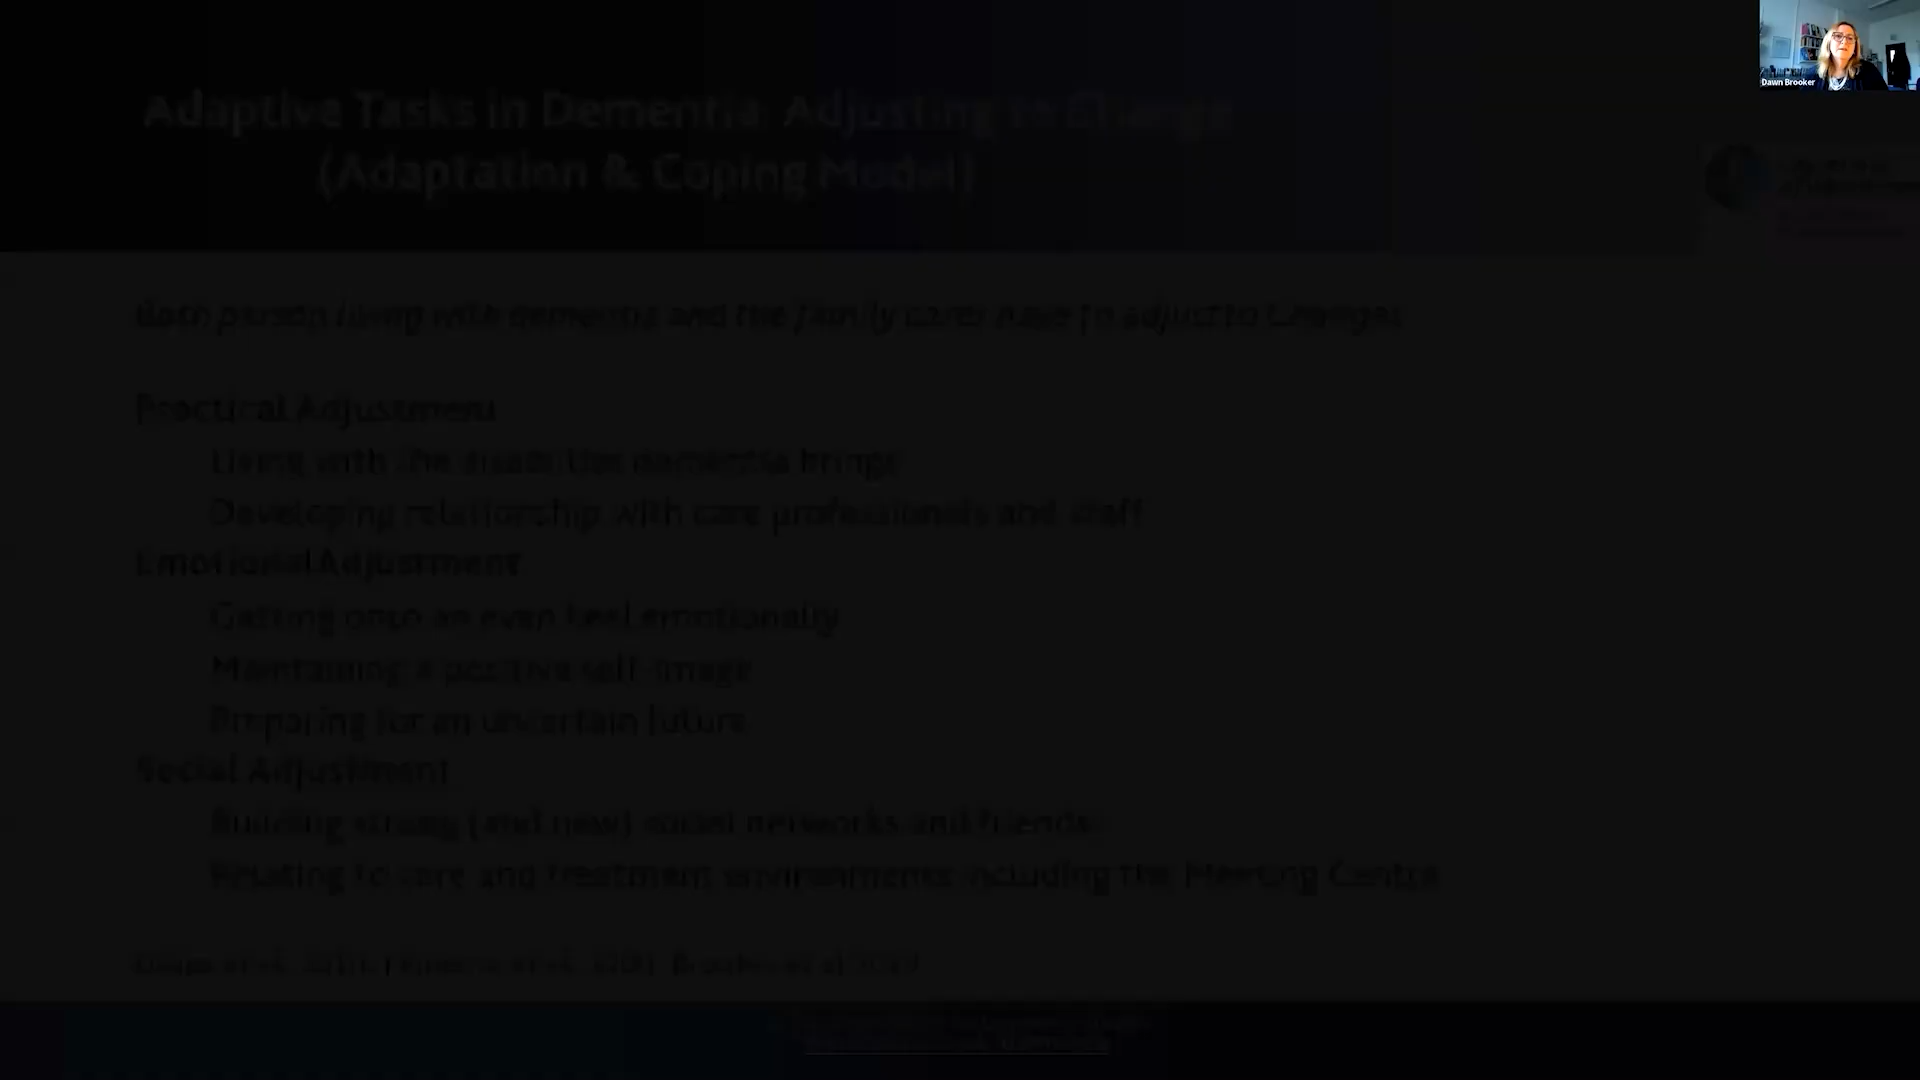 Dawn Brooker
Adaptive Tasks in Dementia: Adjusting to Change
(Adaptation & Coping Model)
Both person living with dementia and the family carer have to adjust to Changes
Practical Adjustment
Living with the disabilities dementia brings
Developing relationship with care professionals and staff
Emotional Adjustment
Getting onto an even keel emotionally
Maintaining a positive self-image
Preparing for an uncertain future
Social Adjustment
Building strong (and new) social networks and friends
Relating to care and treatment environments including the Meeting Centre